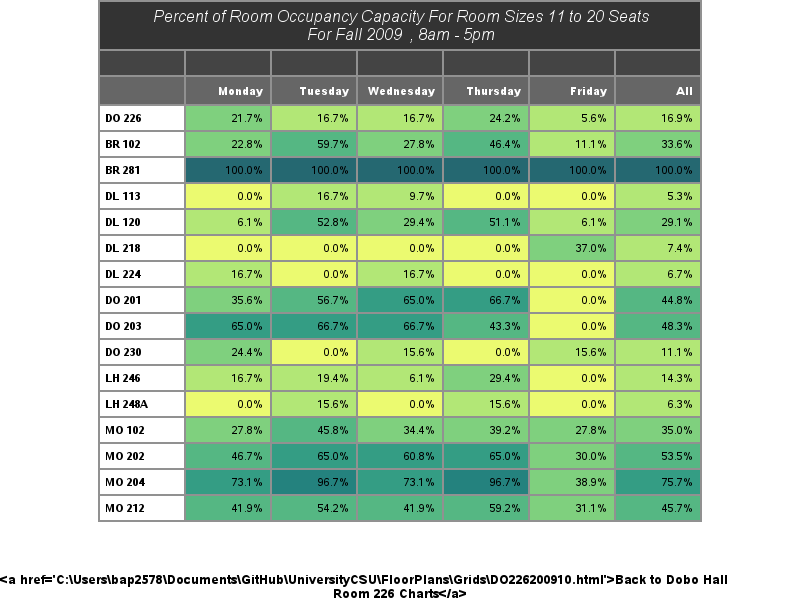 Percent of Room Occupancy Capacity For Room Sizes 11 to 20 Seats
For Fall 2009 , 8am - 5pm
Monday Tuesday Wednesday Thursday Friday All
DO 226 21.7% 16.7% 16.7% 24.2% 5.6% 16.9%
BR 102 22.8% 59.7% 27.8% 46.4% 11.1% 33.6%
BR 281 100.0% 100.0% 100.0% 100.0% 100.0% 100.0%
DL 113 0.0% 16.7% 9.7% 0.0% 0.0% 5.3%
DL 120 6.1% 52.8% 29.4% 51.1% 6.1% 29.1%
DL 218 0.0% 0.0% 0.0% 0.0% 37.0% 7.4%
DL 224 16.7% 0.0% 16.7% 0.0% 0.0% 6.7%
DO 201 35.6% 56.7% 65.0% 66.7% 0.0% 44.8%
DO 203 65.0% 66.7% 66.7% 43.3% 0.0% 48.3%
DO 230 24.4% 0.0% 15.6% 0.0% 15.6% 11.1%
LH 246 16.7% 19.4% 6.1% 29.4% 0.0% 14.3%
LH 248A 0.0% 15.6% 0.0% 15.6% 0.0% 6.3%
MO 102 27.8% 45.8% 34.4% 39.2% 27.8% 35.0%
MO 202 46.7% 65.0% 60.8% 65.0% 30.0% 53.5%
MO 204 73.1% 96.7% 73.1% 96.7% 38.9% 75.7%
MO 212 41.9% 54.2% 41.9% 59.2% 31.1% 45.7%
<a href='C:\Users\bap2578\Documents\GitHub\UniversityCSU\FloorPlans\Grids\DO226200910.html'>Back to Dobo Hall
Room 226 Charts</a>